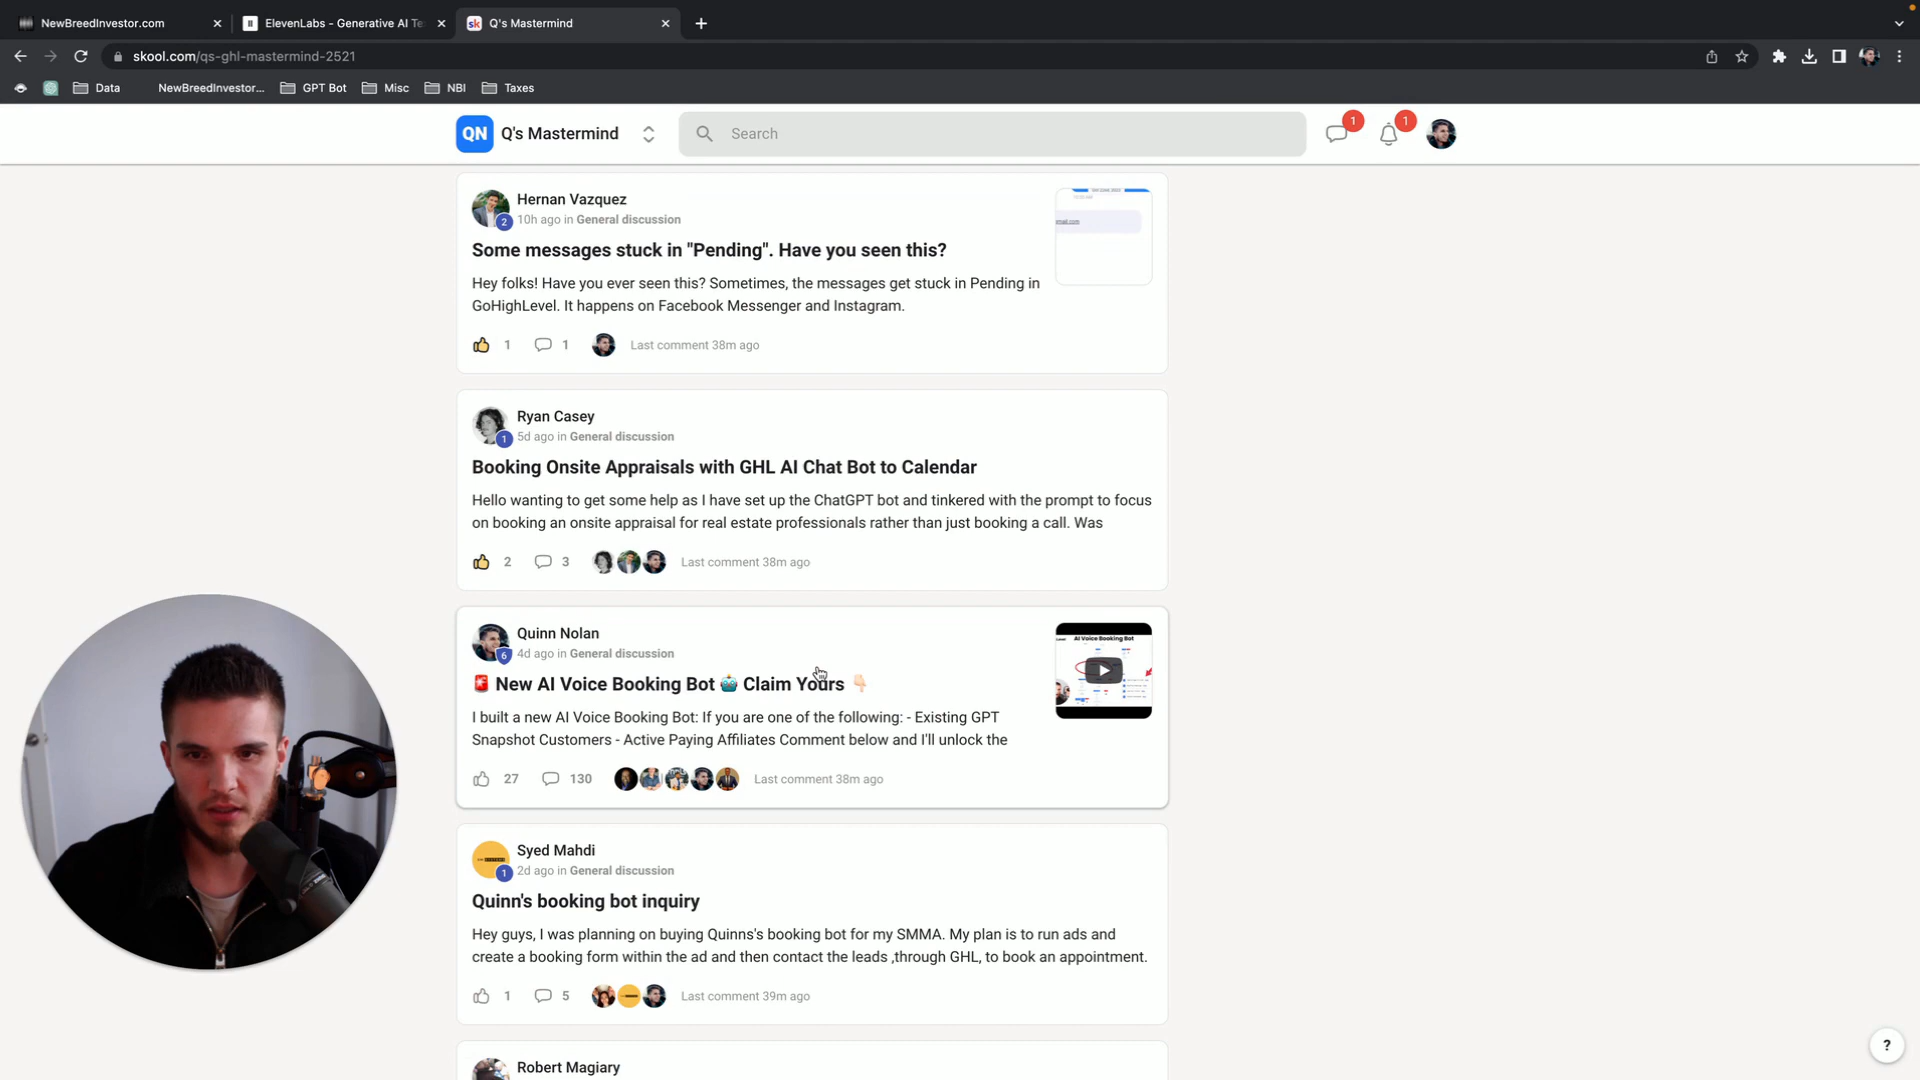 NewBreedInvestor.com
ElevenLabs - Generative AI Te
sk Q's Mastermind
skool.com/qs-ghl-mastermind-2521
Data
NewBreedInvestor...
GPT Bot
Misc
NBI
Taxes
QN Q's Mastermind
Search
1
1
Hernan Vazquez
2
10h ago in General discussion
Some messages stuck in "Pending". Have you seen this?
Hey folks! Have you ever seen this? Sometimes, the messages get stuck in Pending in
GoHighLevel. It happens on Facebook Messenger and Instagram.
1
1
Last comment 38m ago
Ryan Casey
1
5d ago in General discussion
Booking Onsite Appraisals with GHL AI Chat Bot to Calendar
Hello wanting to get some help as I have set up the ChatGPT bot and tinkered with the prompt to focus
on booking an onsite appraisal for real estate professionals rather than just booking a call. Was
2
3
Last comment 38m ago
Quinn Nolan
6
4d ago in General discussion
🚨 New AI Voice Booking Bot 🤖 Claim Yours 👇🏻
I built a new AI Voice Booking Bot: If you are one of the following: - Existing GPT
Snapshot Customers - Active Paying Affiliates Comment below and I'll unlock the
AI Voice Booking Bot
27
130
Last comment 38m ago
Syed Mahdi
1
2d ago in General discussion
Quinn's booking bot inquiry
Hey guys, I was planning on buying Quinns's booking bot for my SMMA. My plan is to run ads and
create a booking form within the ad and then contact the leads ,through GHL, to book an appointment.
1
5
Last comment 39m ago
Robert Magiary
?